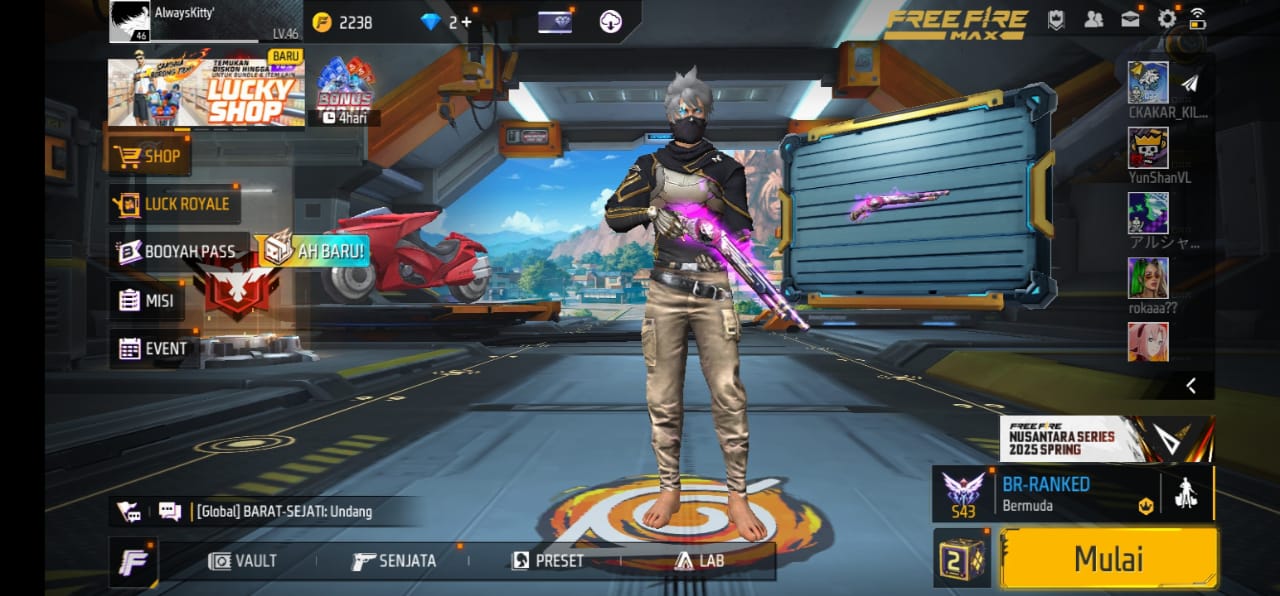 AlwaysKitty'
46
LV.46
2238
2+
FREE FIRE
MAX
BARU
TEMUKAN
DISKON HINGGA
UNTUK BUNDLE & ITEM LAIN
LUCKY
SHOP
BONUS
4hari
SHOP
LUCK ROYALE
BOOYAH PASS
AH BARU!
MISI
EVENT
CKAKAR_KIL...
YunShanVL
アルシャ...
rokaaa??
FREE FIRE
NUSANTARA SERIES
2025 SPRING
BR-RANKED
Bermuda
S43
[Global] BARAT-SEJATI: Undang
VAULT
SENJATA
PRESET
LAB
2
Mulai